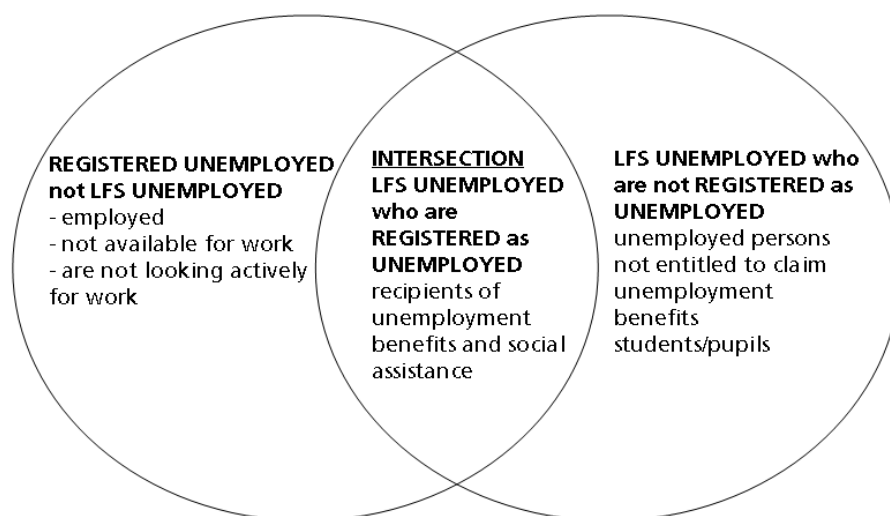 REGISTERED UNEMPLOYED
not LFS UNEMPLOYED
- employed
- not available for work
- are not looking actively
for work
INTERSECTION
LFS UNEMPLOYED
who are
REGISTERED as
UNEMPLOYED
recipients of
unemployment
benefits and social
assistance
LFS UNEMPLOYED who
are not REGISTERED as
UNEMPLOYED
unemployed persons
not entitled to claim
unemployment
benefits
students/pupils